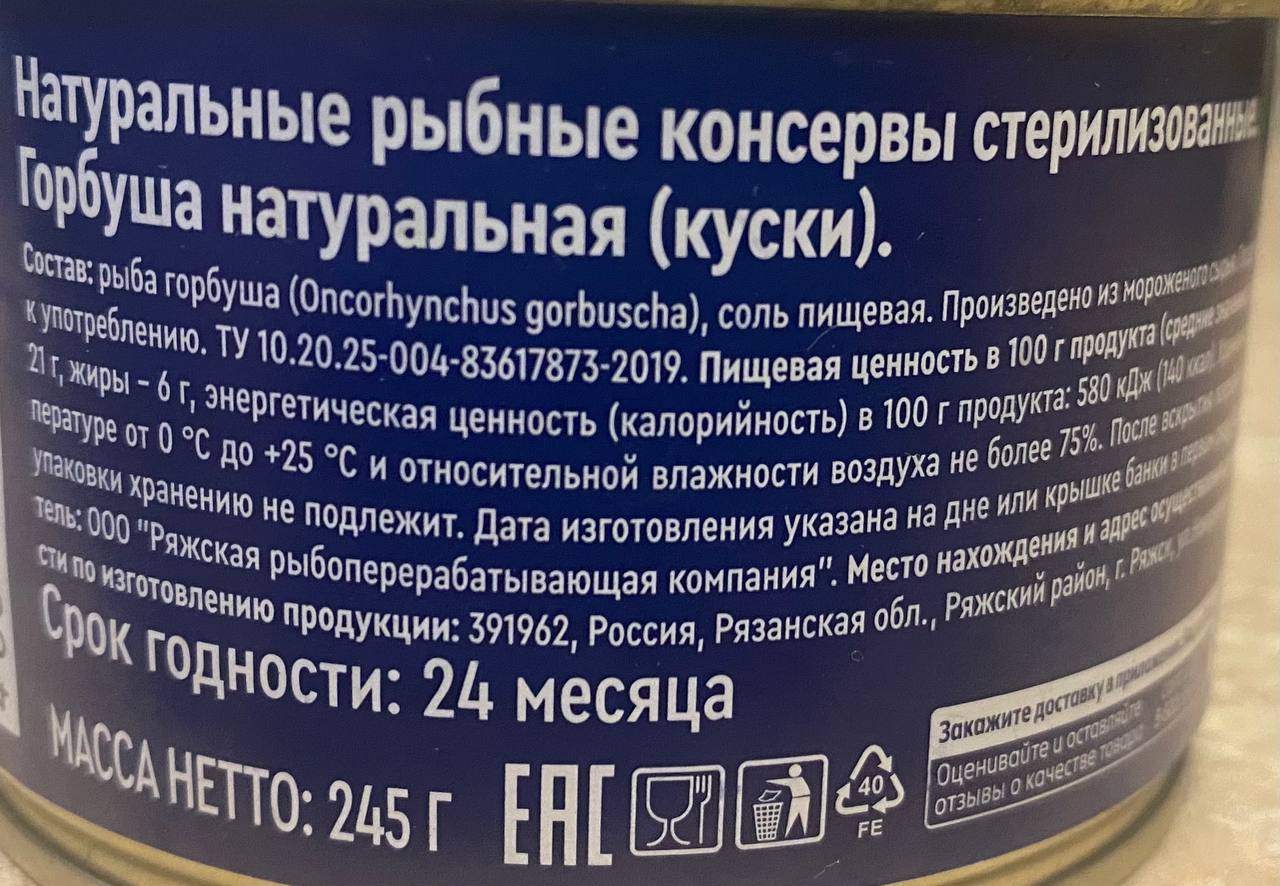 Натуральные рыбные консервы стерилизованные.
Горбуша натуральная (куски).
Состав: рыба горбуша (Oncorhynchus gorbuscha), соль пищевая. Произведено из мороженого сырья.
к употреблению. ТУ 10.20.25-004-83617873-2019. Пищевая ценность в 100 г продукта (средние
21 г, жиры – 6 г, энергетическая ценность (калорийность) в 100 г продукта: 580 кДж (140 ккал).
пературе от 0 °C до +25 °C и относительной влажности воздуха не более 75%. После вскрытия
упаковки хранению не подлежит. Дата изготовления указана на дне или крышке банки в
тель: ООО "Ряжская рыбоперерабатывающая компания". Место нахождения и адрес
сти по изготовлению продукции: 391962, Россия, Рязанская обл., Ряжский район, г. Ряжск,
Срок годности: 24 месяца
МАССА НЕТТО: 245 г
EAC
40
FE
Закажите доставку в
Оценивайте и оставляйте
отзывы о качестве товара